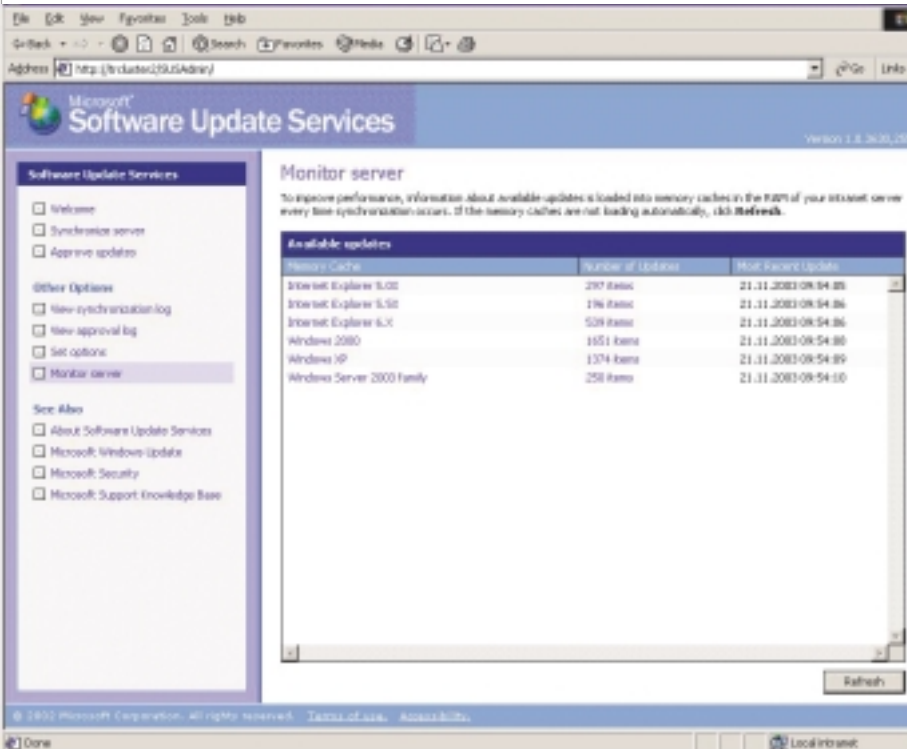 File Edit View Favorites Tools Help
Back Search Favorites Media
Address Go Links
Microsoft
Software Update Services
Software Update Services
Welcome
Synchronize server
Approve updates
Other Options
View synchronization log
View approval log
Set options
Monitor server
See Also
About Software Update Services
Microsoft Windows Update
Microsoft Security
Microsoft Support Knowledge Base
Monitor server
To improve performance, information about available updates is loaded into memory caches in the RAM of your intranet server
every time synchronization occurs. If the memory caches are not loading automatically, click Refresh.
Available updates
Memory Cache Number of Updates Most Recent Update
Internet Explorer 5.00 297 items 21.11.2003 09:54:05
Internet Explorer 5.50 196 items 21.11.2003 09:54:06
Internet Explorer 6.X 539 items 21.11.2003 09:54:06
Windows 2000 1651 items 21.11.2003 09:54:08
Windows XP 1374 items 21.11.2003 09:54:09
Windows Server 2003 family 250 items 21.11.2003 09:54:10
Refresh
© 2002 Microsoft Corporation. All rights reserved. Terms of use. Accessibility.
Done Local intranet